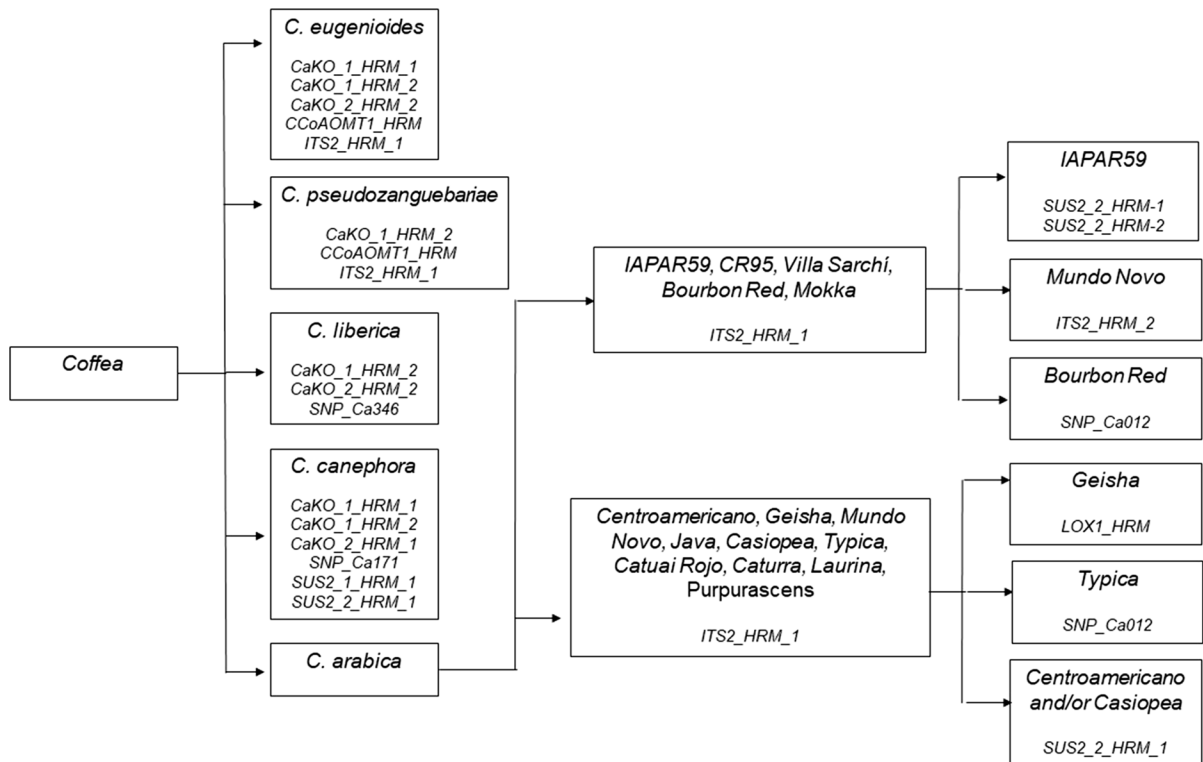 Coffea
C. eugenioides
CaKO_1_HRM_1
CaKO_1_HRM_2
CaKO_2_HRM_2
CCoAOMT1_HRM
ITS2_HRM_1
C. pseudozanguebariae
CaKO_1_HRM_2
CCoAOMT1_HRM
ITS2_HRM_1
C. liberica
CaKO_1_HRM_2
CaKO_2_HRM_2
SNP_Ca346
C. canephora
CaKO_1_HRM_1
CaKO_1_HRM_2
CaKO_2_HRM_1
SNP_Ca171
SUS2_1_HRM_1
SUS2_2_HRM_1
C. arabica
IAPAR59, CR95, Villa Sarchí,
Bourbon Red, Mokka
ITS2_HRM_1
Centroamericano, Geisha, Mundo
Novo, Java, Casiopea, Typica,
Catuai Rojo, Caturra, Laurina,
Purpurascens
ITS2_HRM_1
IAPAR59
SUS2_2_HRM-1
SUS2_2_HRM-2
Mundo Novo
ITS2_HRM_2
Bourbon Red
SNP_Ca012
Geisha
LOX1_HRM
Typica
SNP_Ca012
Centroamericano
and/or Casiopea
SUS2_2_HRM_1